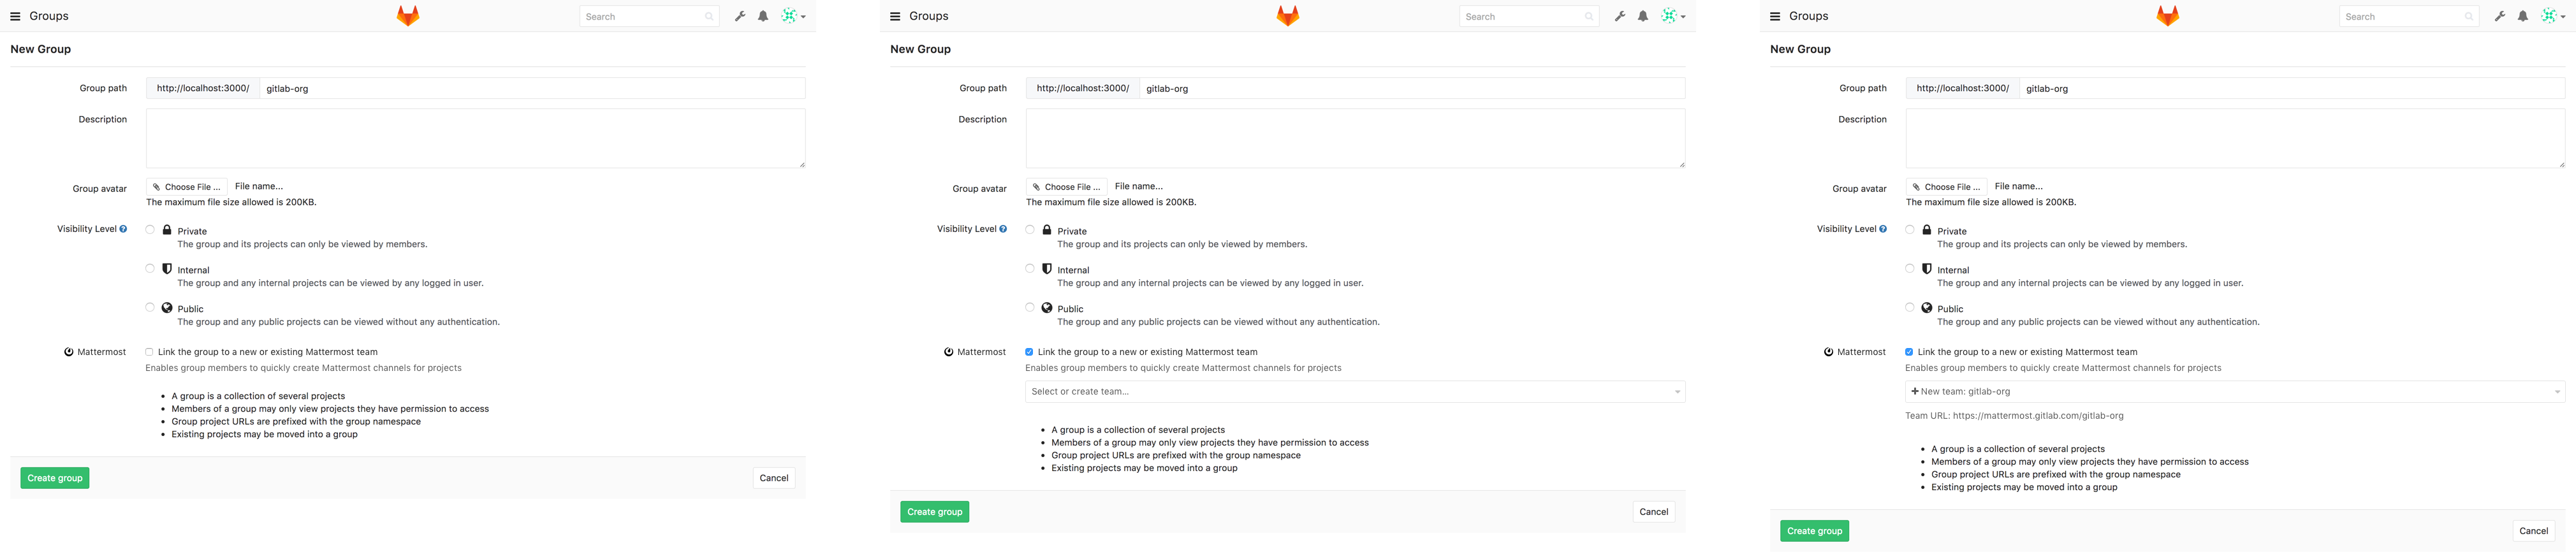 Groups
Search
New Group
Group path http://localhost:3000/ gitlab-org
Description
Group avatar Choose File ... File name...
The maximum file size allowed is 200KB.
Visibility Level
Private
The group and its projects can only be viewed by members.
Internal
The group and any internal projects can be viewed by any logged in user.
Public
The group and any public projects can be viewed without any authentication.
Mattermost Link the group to a new or existing Mattermost team
Enables group members to quickly create Mattermost channels for projects
• A group is a collection of several projects
• Members of a group may only view projects they have permission to access
• Group project URLs are prefixed with the group namespace
• Existing projects may be moved into a group
Create group Cancel
Groups
Search
New Group
Group path http://localhost:3000/ gitlab-org
Description
Group avatar Choose File ... File name...
The maximum file size allowed is 200KB.
Visibility Level
Private
The group and its projects can only be viewed by members.
Internal
The group and any internal projects can be viewed by any logged in user.
Public
The group and any public projects can be viewed without any authentication.
Mattermost Link the group to a new or existing Mattermost team
Enables group members to quickly create Mattermost channels for projects
Select or create team...
• A group is a collection of several projects
• Members of a group may only view projects they have permission to access
• Group project URLs are prefixed with the group namespace
• Existing projects may be moved into a group
Create group Cancel
Groups
Search
New Group
Group path http://localhost:3000/ gitlab-org
Description
Group avatar Choose File ... File name...
The maximum file size allowed is 200KB.
Visibility Level
Private
The group and its projects can only be viewed by members.
Internal
The group and any internal projects can be viewed by any logged in user.
Public
The group and any public projects can be viewed without any authentication.
Mattermost Link the group to a new or existing Mattermost team
Enables group members to quickly create Mattermost channels for projects
+ New team: gitlab-org
Team URL: https://mattermost.gitlab.com/gitlab-org
• A group is a collection of several projects
• Members of a group may only view projects they have permission to access
• Group project URLs are prefixed with the group namespace
• Existing projects may be moved into a group
Create group Cancel